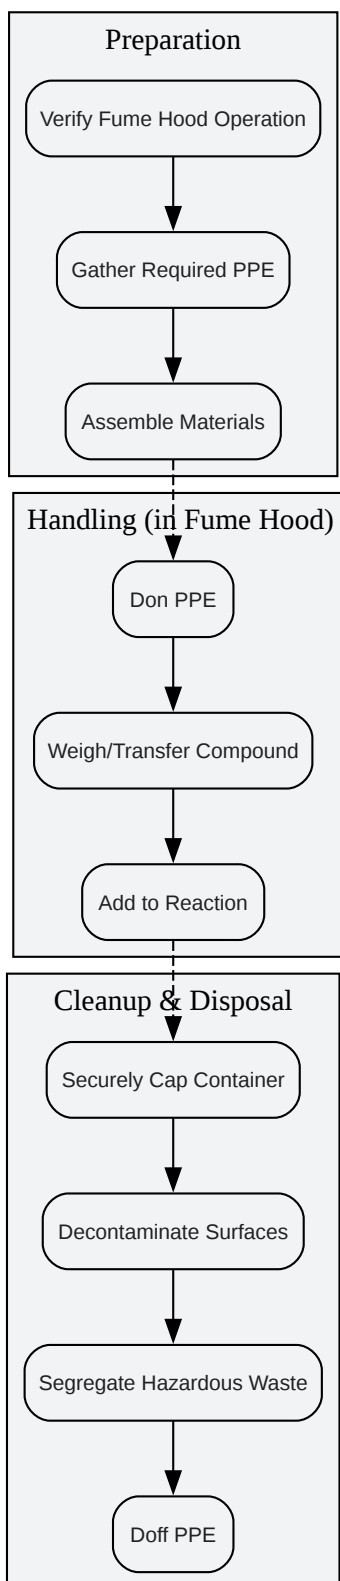 Preparation
Verify Fume Hood Operation
Gather Required PPE
Assemble Materials
Handling (in Fume Hood)
Don PPE
Weigh/Transfer Compound
Add to Reaction
Cleanup & Disposal
Securely Cap Container
Decontaminate Surfaces
Segregate Hazardous Waste
Doff PPE